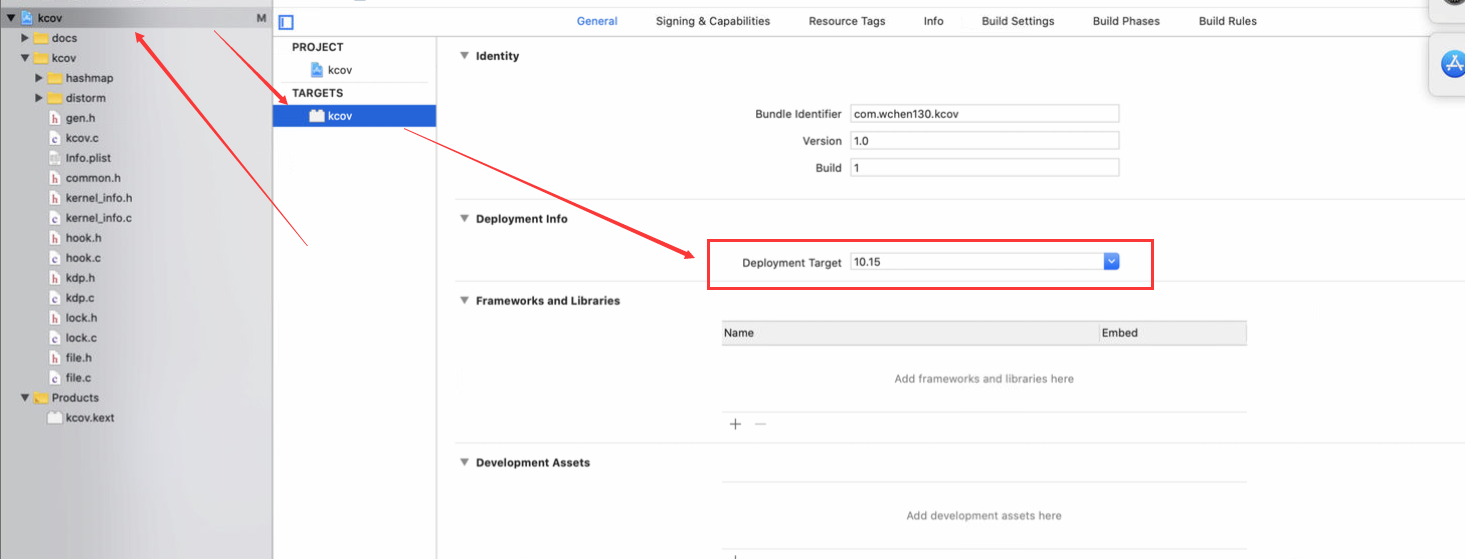 kcov M
docs
kcov
hashmap
distorm
h gen.h
c kcov.c
Info.plist
h common.h
h kernel_info.h
c kernel_info.c
h hook.h
c hook.c
h kdp.h
c kdp.c
h lock.h
c lock.c
h file.h
c file.c
Products
kcov.kext
General Signing & Capabilities Resource Tags Info Build Settings Build Phases Build Rules
PROJECT
kcov
TARGETS
kcov
Identity
Bundle Identifier com.wchen130.kcov
Version 1.0
Build 1
Deployment Info
Deployment Target 10.15
Frameworks and Libraries
Name Embed
Add frameworks and libraries here
Development Assets
Add development assets here